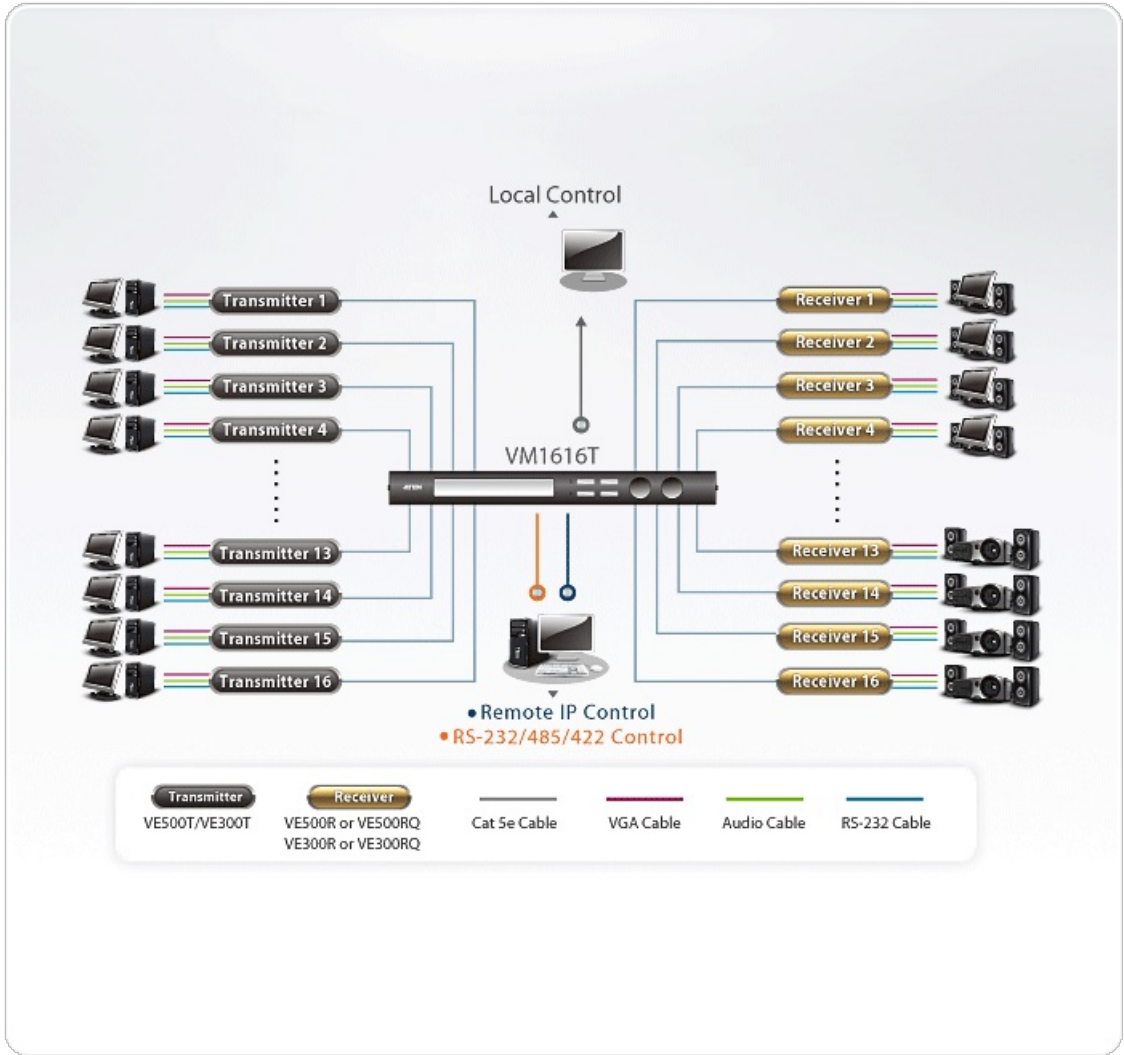 Local Control
Transmitter 1
Transmitter 2
Transmitter 3
Transmitter 4
Receiver 1
Receiver 2
Receiver 3
Receiver 4
VM1616T
ATEN
Transmitter 13
Transmitter 14
Transmitter 15
Transmitter 16
Receiver 13
Receiver 14
Receiver 15
Receiver 16
•Remote IP Control
•RS-232/485/422 Control
Transmitter
VE500T/VE300T
Receiver
VE500R or VE500RQ
VE300R or VE300RQ
Cat 5e Cable
VGA Cable
Audio Cable
RS-232 Cable